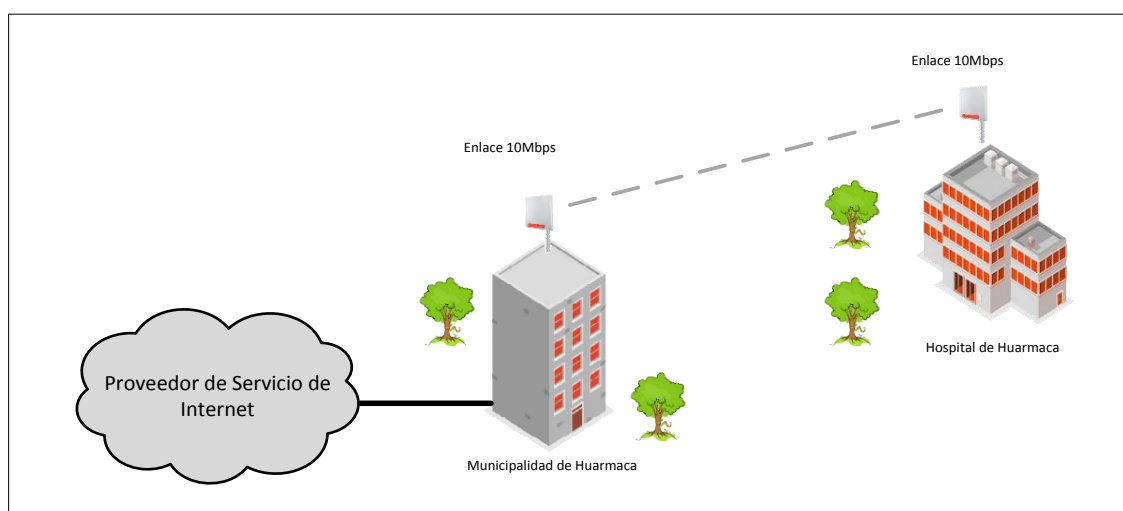 Enlace 10Mbps
Enlace 10Mbps
Hospital de Huarmaca
Proveedor de Servicio de
Internet
Municipalidad de Huarmaca